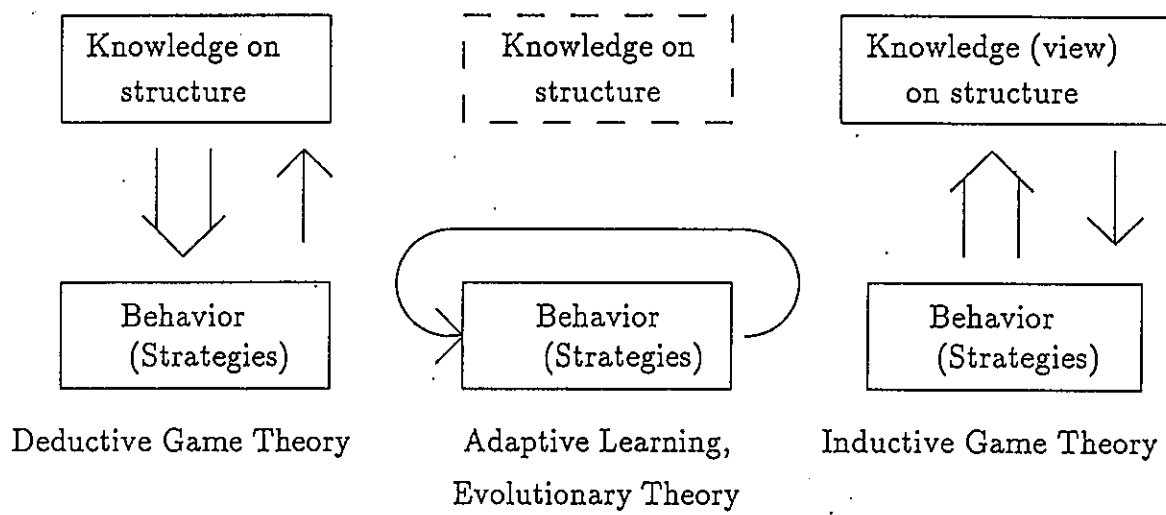 Knowledge on
structure
Knowledge on
structure
Knowledge (view)
on structure
Behavior
(Strategies)
Behavior
(Strategies)
Behavior
(Strategies)
Deductive Game Theory
Adaptive Learning,
Evolutionary Theory
Inductive Game Theory